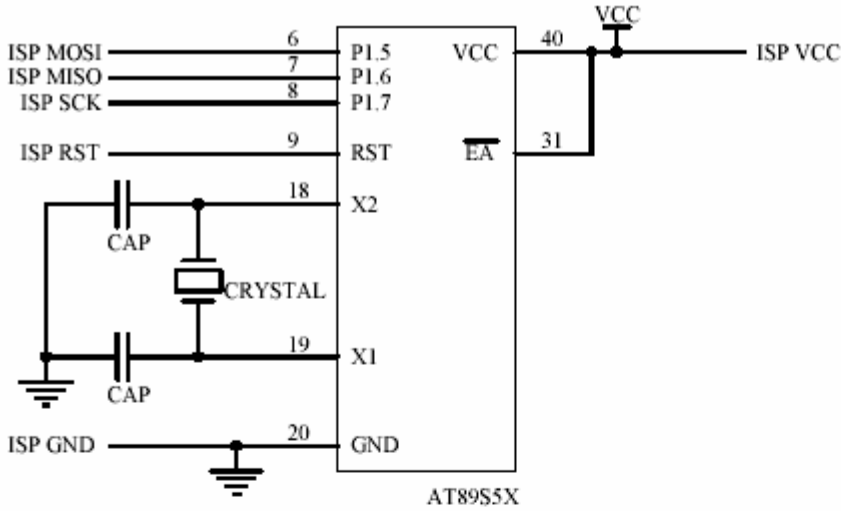 VCC
ISP MOSI 6 P1.5 VCC 40 ISP VCC
ISP MISO 7 P1.6
ISP SCK 8 P1.7
ISP RST 9 RST EA 31
18 X2
CAP
CRYSTAL
19 X1
CAP
ISP GND 20 GND
AT89S5X